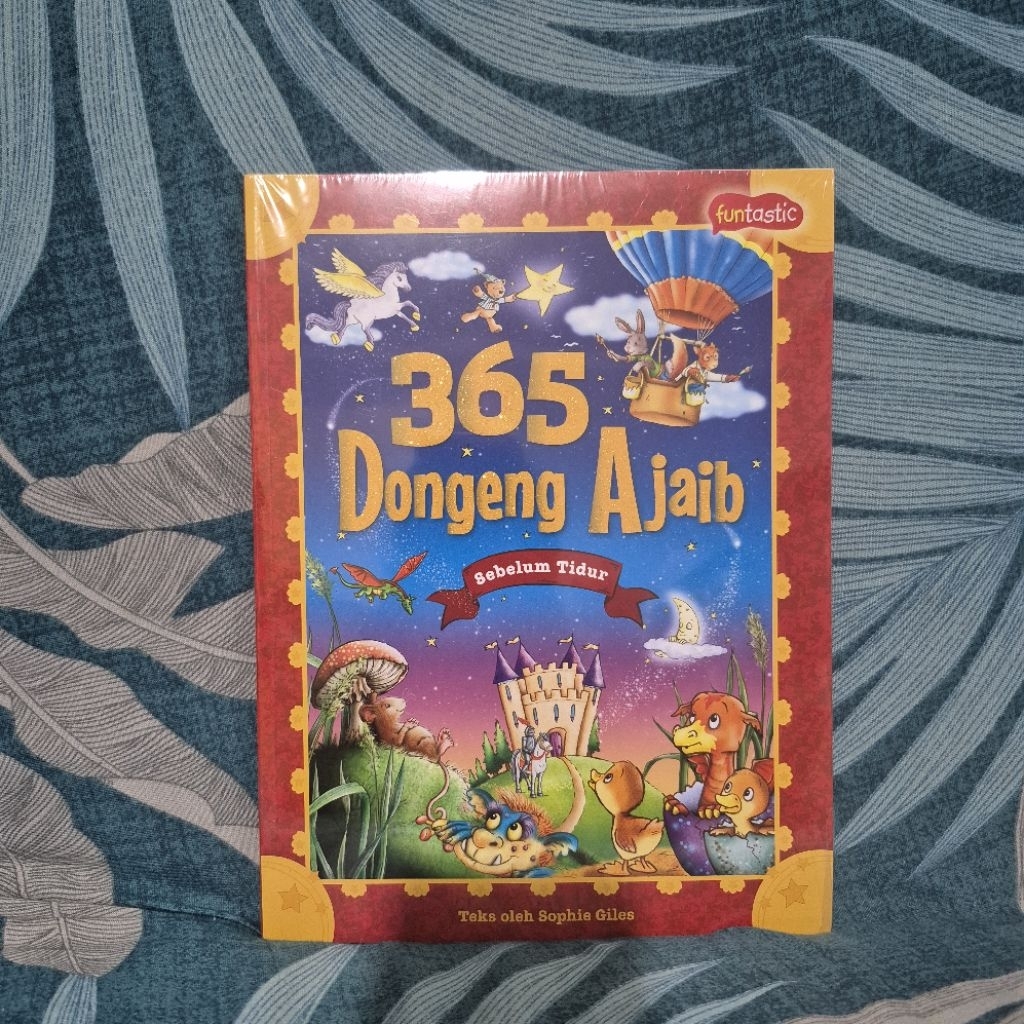 funtastic
365
Dongeng Ajaib
Sebelum Tidur
Teks oleh Sophie Giles